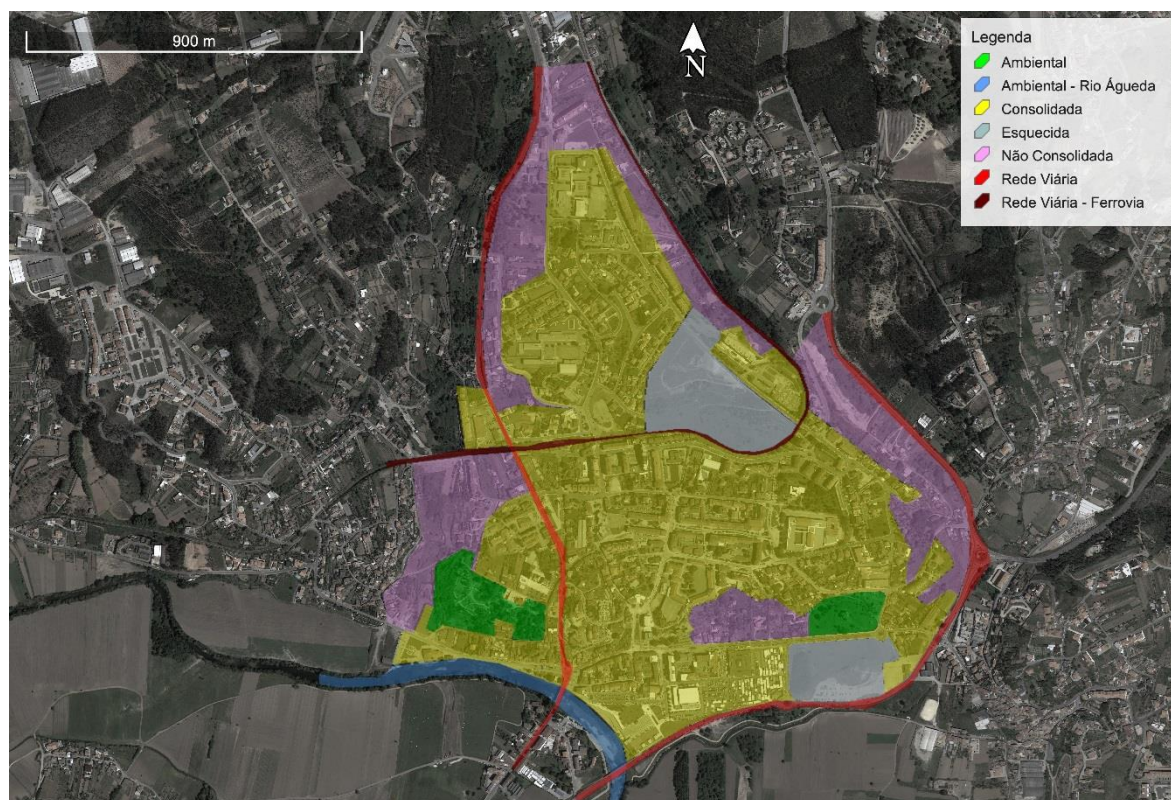 900 m
N
Legenda
Ambiental
Ambiental - Rio Águeda
Consolidada
Esquecida
Não Consolidada
Rede Viária
Rede Viária - Ferrovia